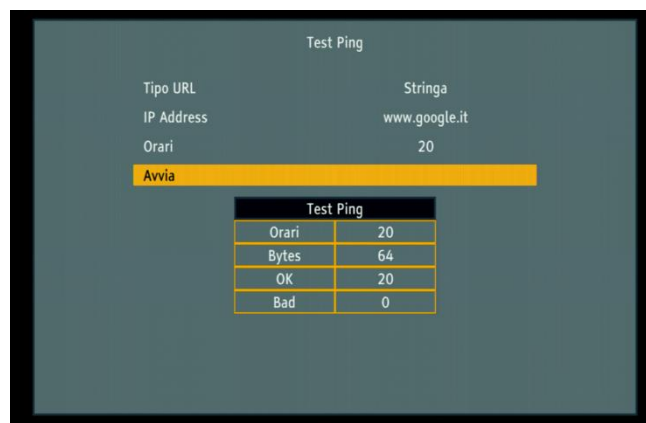 Test Ping
Tipo URL Stringa
IP Address www.google.it
Orari 20
Avvia
Test Ping
Orari 20
Bytes 64
OK 20
Bad 0